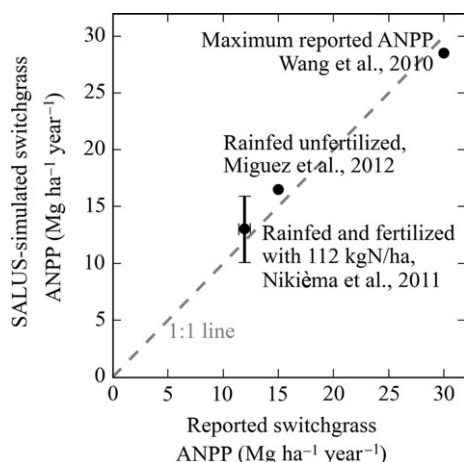 SALUS-simulated switchgrass
ANPP (Mg ha⁻¹ year⁻¹)
30
25
20
15
10
5
0
Maximum reported ANPP,
Wang et al., 2010
Rainfed unfertilized,
Miguez et al., 2012
Rainfed and fertilized
with 112 kgN/ha,
Nikièma et al., 2011
1:1 line
0 5 10 15 20 25 30
Reported switchgrass
ANPP (Mg ha⁻¹ year⁻¹)